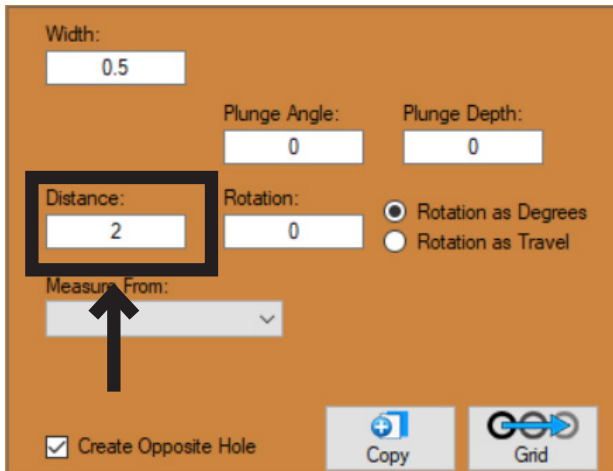 Width:
0.5
Plunge Angle: Plunge Depth:
0 0
Distance: Rotation:
2 0
Rotation as Degrees
Rotation as Travel
Measure From:
Create Opposite Hole
Copy Grid